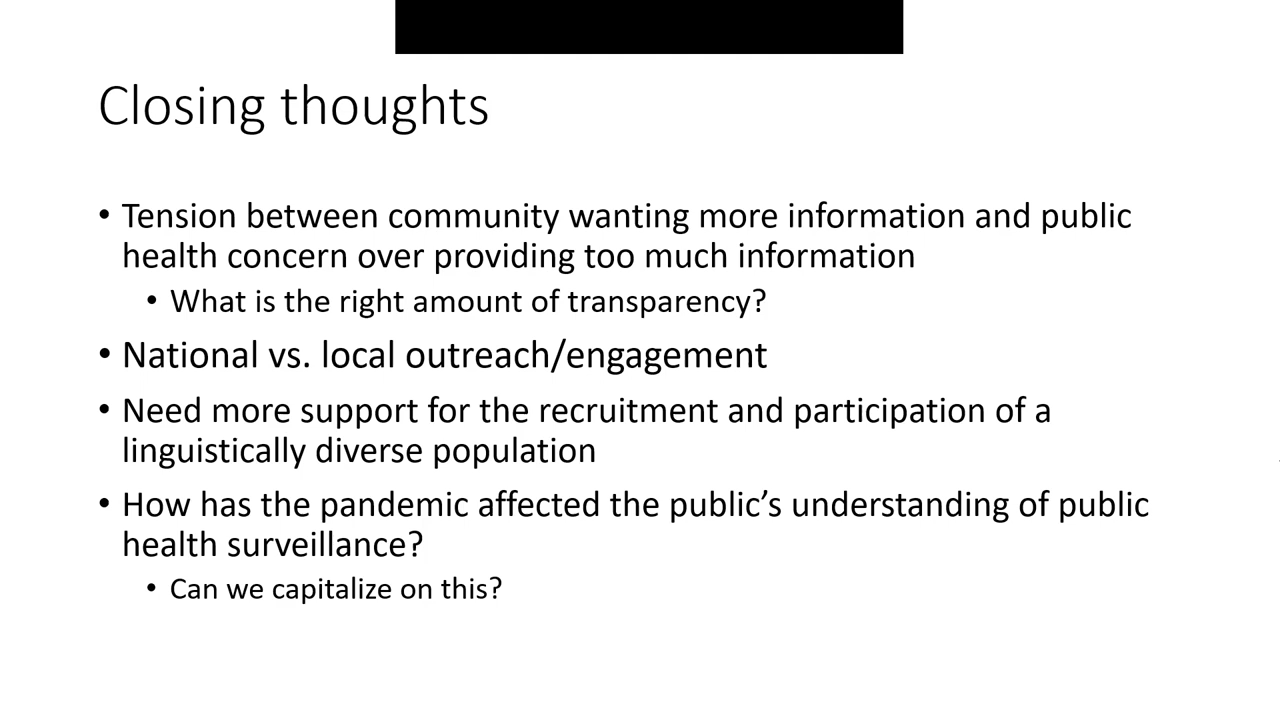 Closing thoughts
• Tension between community wanting more information and public
health concern over providing too much information
• What is the right amount of transparency?
• National vs. local outreach/engagement
• Need more support for the recruitment and participation of a
linguistically diverse population
• How has the pandemic affected the public’s understanding of public
health surveillance?
• Can we capitalize on this?